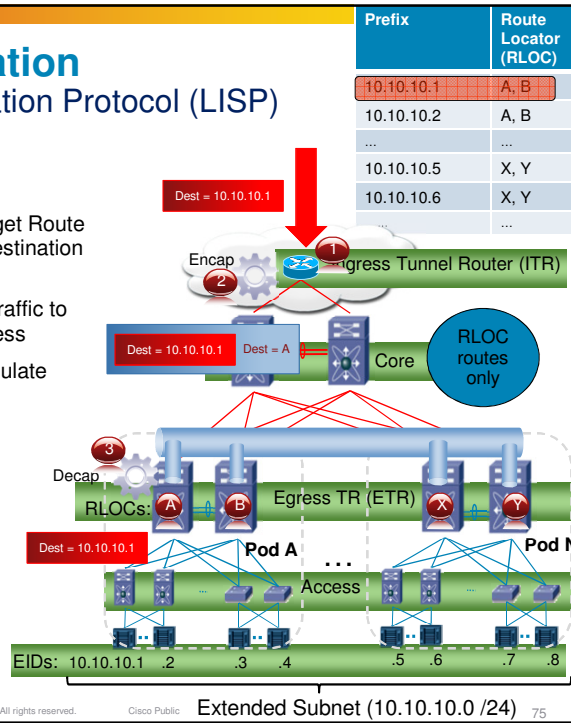 ation
ation Protocol (LISP)
Prefix Route Locator (RLOC)
10.10.10.1 A, B
10.10.10.2 A, B
... ...
10.10.10.5 X, Y
10.10.10.6 X, Y
... ...
get Route
estination
raffic to
ess
ulate
Dest = 10.10.10.1
1
Encap
gress Tunnel Router (ITR)
2
Dest = 10.10.10.1 Dest = A
Core
RLOC
routes
only
3
Decap
RLOCs: A B Egress TR (ETR) X Y
Dest = 10.10.10.1
Pod A ... Pod N
... Access ...
EIDs: 10.10.10.1 .2 .3 .4 .5 .6 .7 .8
All rights reserved. Cisco Public Extended Subnet (10.10.10.0 /24) 75